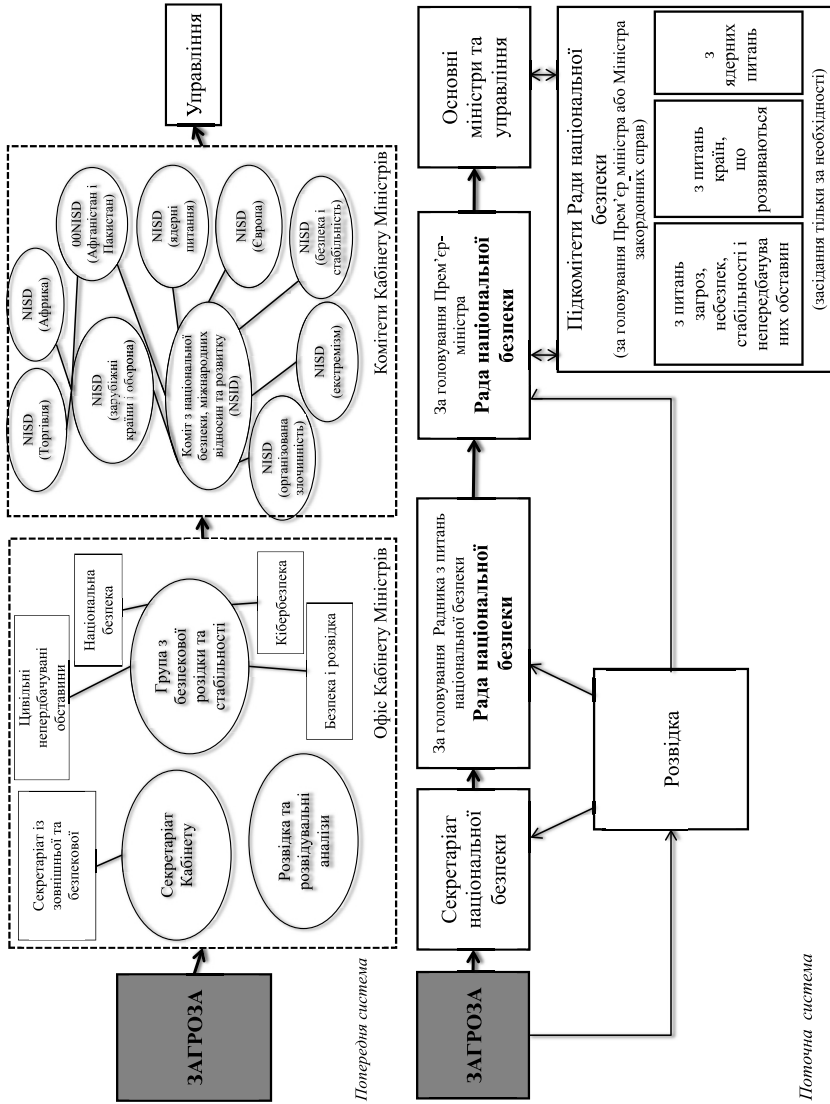 ЗАГРОЗА
Попередня система
Секретаріат із
зовнішньої та
безпекової
Секретаріат
Кабінету
Розвідка та
розвідувальні
аналізи
Цивільні
непердбачувані
обставини
Національна
безпека
Група з
безпекової
розідки та
стабільності
Кібербезпека
Безпека і розвідка
Офіс Кабінету Міністрів
NISD
(Торгівля)
NISD
(Африка)
00NISD
(Афганістан і
Пакистан)
NISD
(зарубіжні
країни і оборона)
NISD
(ядерні
питання)
NISD
(Європа)
Коміт з національної
безпеки, міжнародних
відносин та розвитку
(NSID)
NISD
(безпека і
стабільність)
NISD
(екстремізм)
NISD
(організована
злочинність)
Комітети Кабінету Міністрів
Управління
ЗАГРОЗА
Поточна система
Секретаріат
національної
безпеки
За головування Радника з питань
національної безпеки
Рада національної
безпеки
Розвідка
За головування Прем’єр-
міністра
Рада національної
безпеки
Основні
міністри та
управління
Підкомітети Ради національної
безпеки
(за головування Прем’єр_міністра або Міністра
закордонних справ)
з питань
загроз,
небезпек,
стабільності і
непередбачува
них обставин
з питань
країн,
що
розвиваються
з
ядерних
питань
(засідання тільки за необхідності)